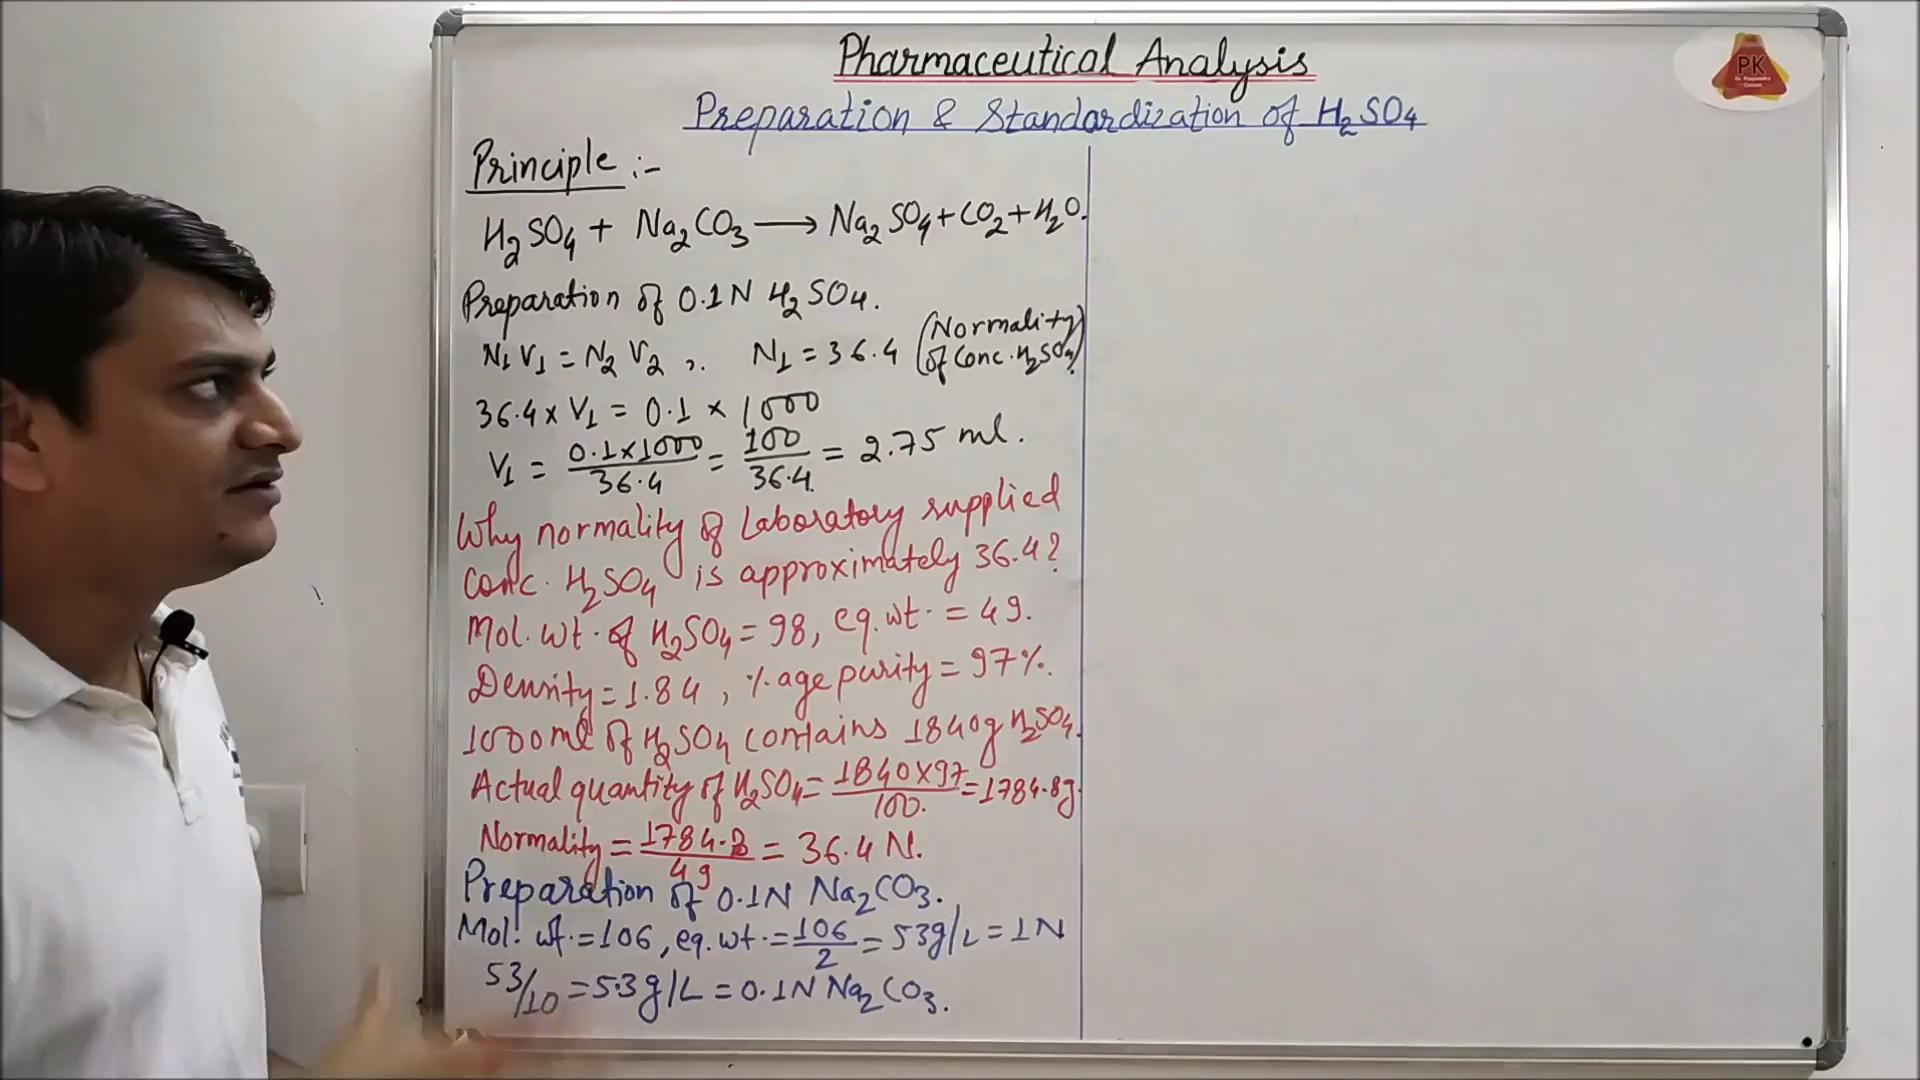 Pharmaceutical Analysis
PK
Preparation & Standardization of H₂SO₄
Principle :-
H₂SO₄ + Na₂CO₃ ⟶ Na₂SO₄ + CO₂ + H₂O.
Preparation of 0.1N H₂SO₄.
N₁V₁ = N₂V₂ ,. N₁ = 36.4 (Normality of Conc. H₂SO₄)
36.4 × V₁ = 0.1 × 1000
V₁ = 0.1×1000/36.4 = 100/36.4 = 2.75 ml.
Why normality of Laboratory supplied
Conc. H₂SO₄ is approximately 36.4?
Mol. wt. of H₂SO₄ = 98, eq. wt. = 49.
Density = 1.84, %age purity = 97%.
1000ml of H₂SO₄ contains 1840g H₂SO₄.
Actual quantity of H₂SO₄ = 1840×97/100. = 1784.8g.
Normality = 1784.8/49 = 36.4 N.
Preparation of 0.1N Na₂CO₃.
Mol. wt. = 106, eq. wt. = 106/2 = 53g/L = 1N
53/10 = 5.3g/L = 0.1N Na₂CO₃.